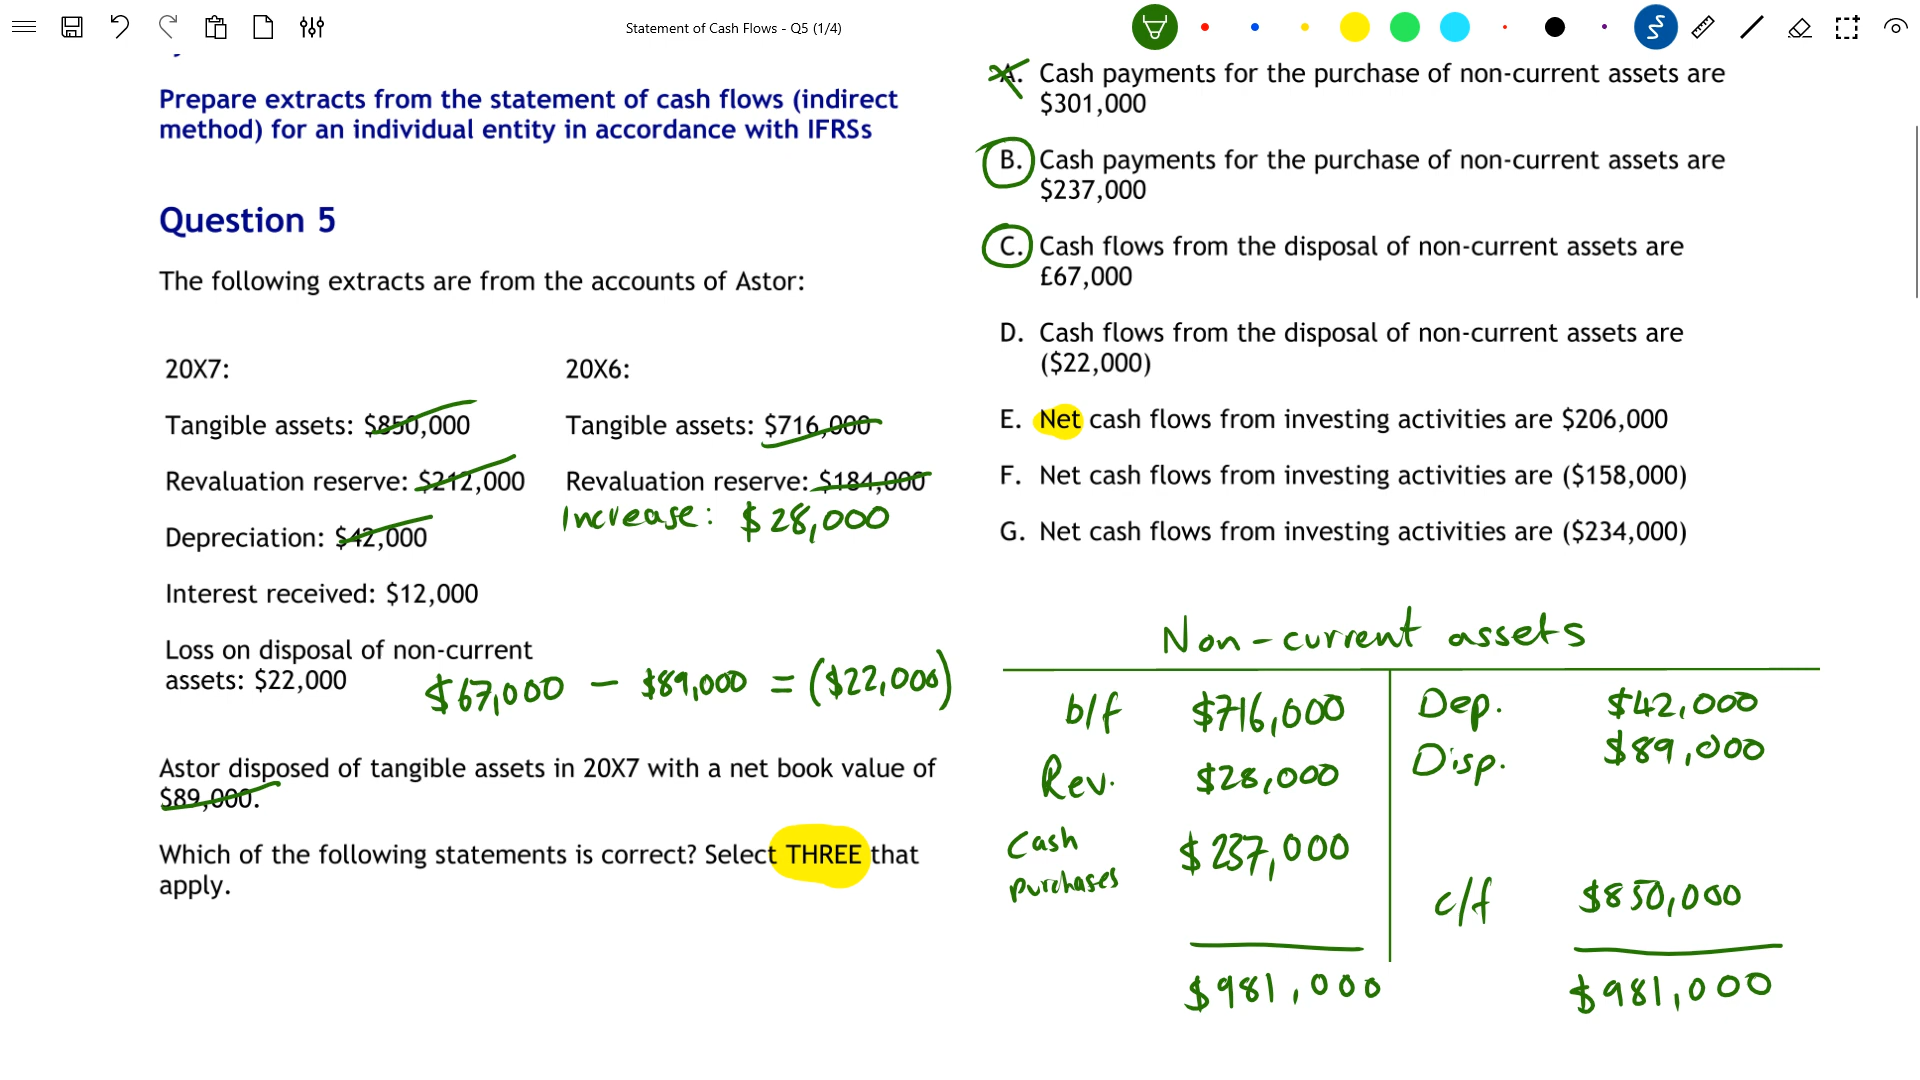 Statement of Cash Flows - Q5 (1/4)
Prepare extracts from the statement of cash flows (indirect
method) for an individual entity in accordance with IFRSs
Question 5
The following extracts are from the accounts of Astor:
20X7:
20X6:
Tangible assets: $850,000
Tangible assets: $716,000
Revaluation reserve: $212,000
Revaluation reserve: $184,000
Increase: $28,000
Depreciation: $42,000
Interest received: $12,000
Loss on disposal of non-current
assets: $22,000
$67,000 - $89,000 = ($22,000)
Astor disposed of tangible assets in 20X7 with a net book value of
$89,000.
Which of the following statements is correct? Select THREE that
apply.
A. Cash payments for the purchase of non-current assets are
$301,000
B. Cash payments for the purchase of non-current assets are
$237,000
C. Cash flows from the disposal of non-current assets are
£67,000
D. Cash flows from the disposal of non-current assets are
($22,000)
E. Net cash flows from investing activities are $206,000
F. Net cash flows from investing activities are ($158,000)
G. Net cash flows from investing activities are ($234,000)
Non-current assets
b/f $716,000
Rev. $28,000
Cash
purchases
$237,000
$981,000
Dep. $42,000
Disp. $89,000
c/f $850,000
$981,000